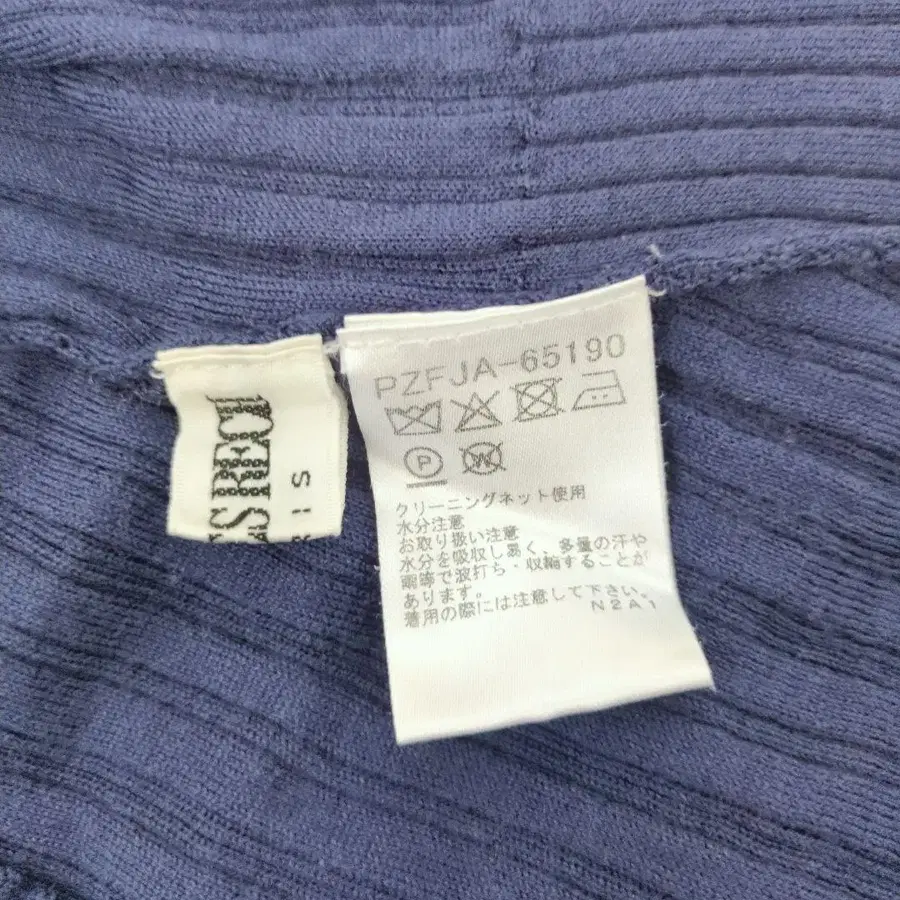 PZFJA-65190
P
W
クリーニングネット使用
水分注意
お取り扱い注意
水分を吸収し易く、多量の汗や
雨等で波打ち・収縮することが
あります。
着用の際には注意して下さい。
N2A1